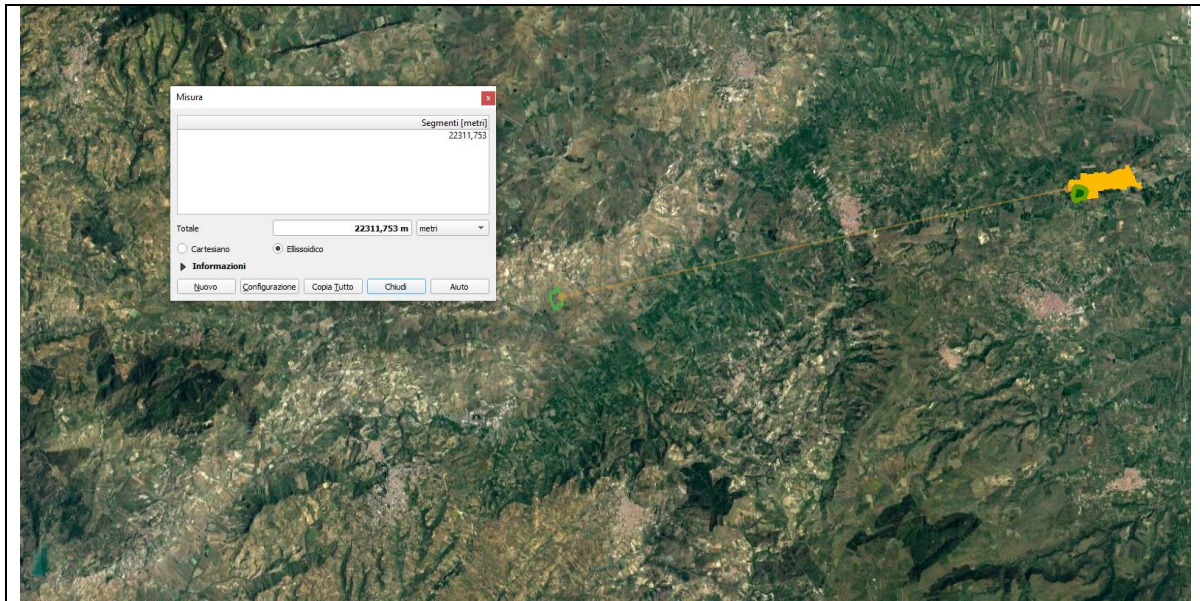 Misura
x
Segmenti [metri]
22311,753
Totale 22311,753 m metri
Cartesiano Ellissoidico
Informazioni
Nuovo Configurazione Copia Tutto Chiudi Aiuto